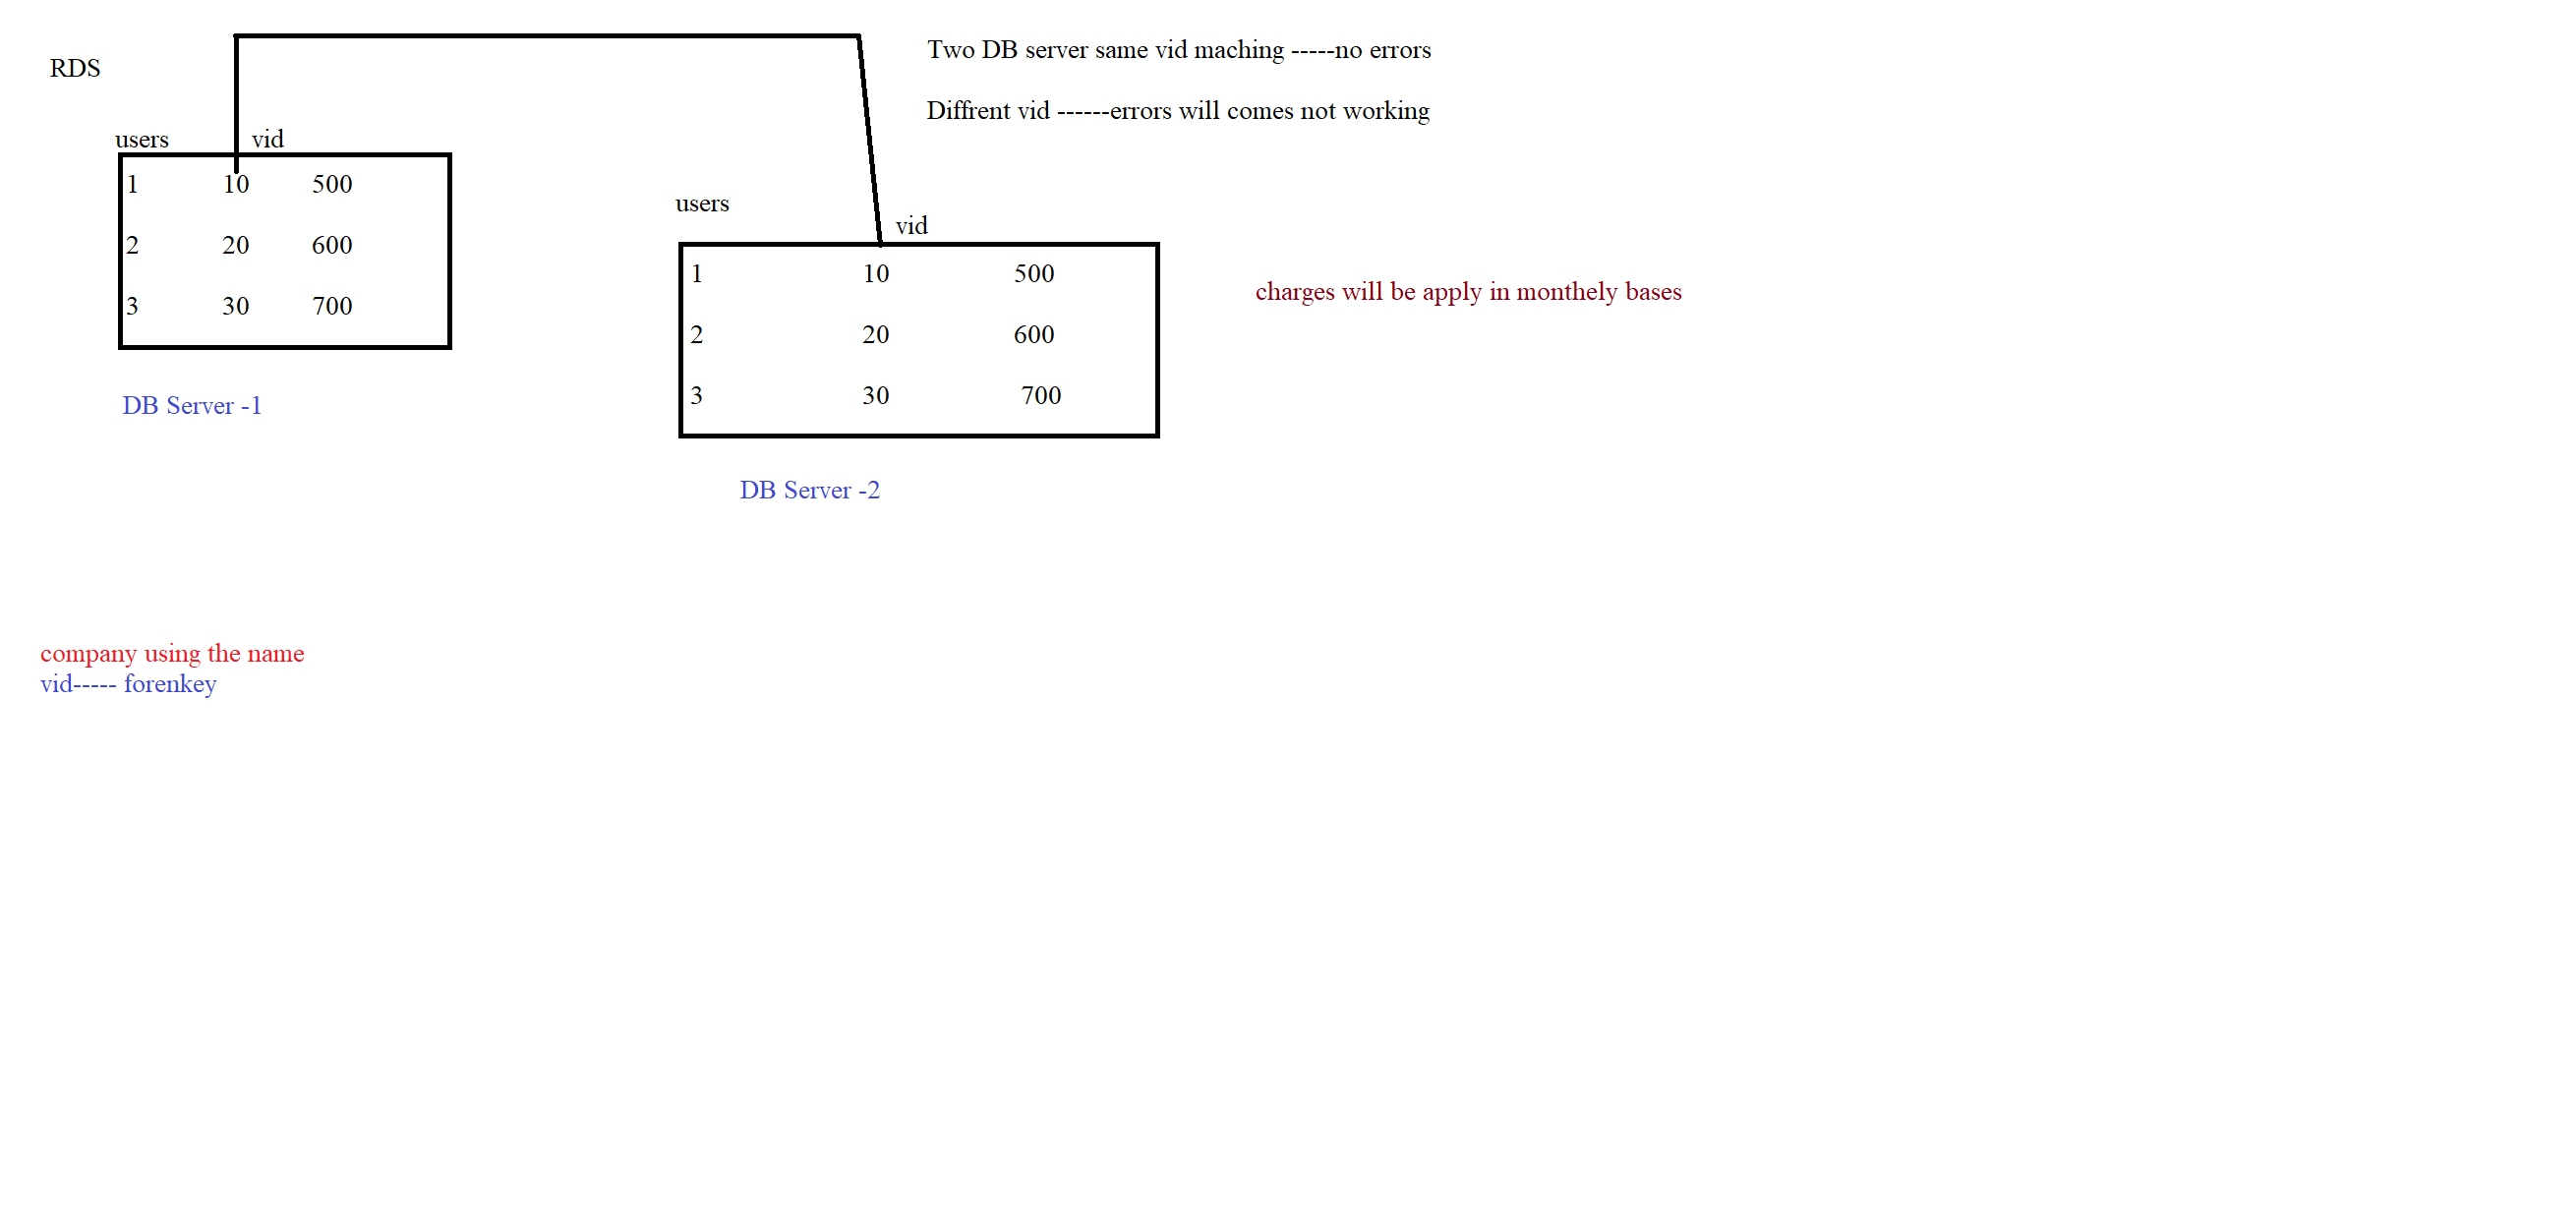 RDS
Two DB server same vid maching -----no errors
Diffrent vid ------errors will comes not working
users vid
1 10 500
2 20 600
3 30 700
DB Server -1
users
vid
1 10 500
2 20 600
3 30 700
DB Server -2
charges will be apply in monthely bases
company using the name
vid----- forenkey